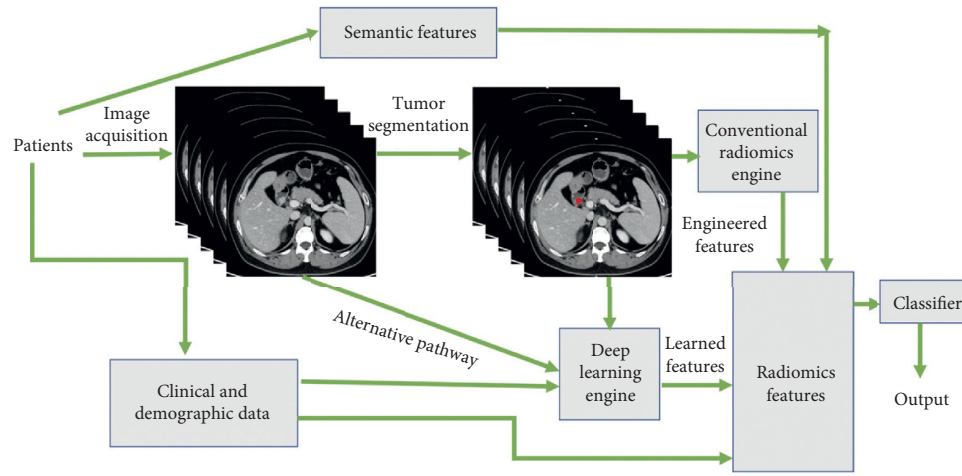 Semantic features
Image
acquisition
Tumor
segmentation
Patients
Conventional
radiomics
engine
Engineered
features
Alternative pathway
Clinical and
demographic data
Deep
learning
engine
Learned
features
Radiomics
features
Classifier
Output